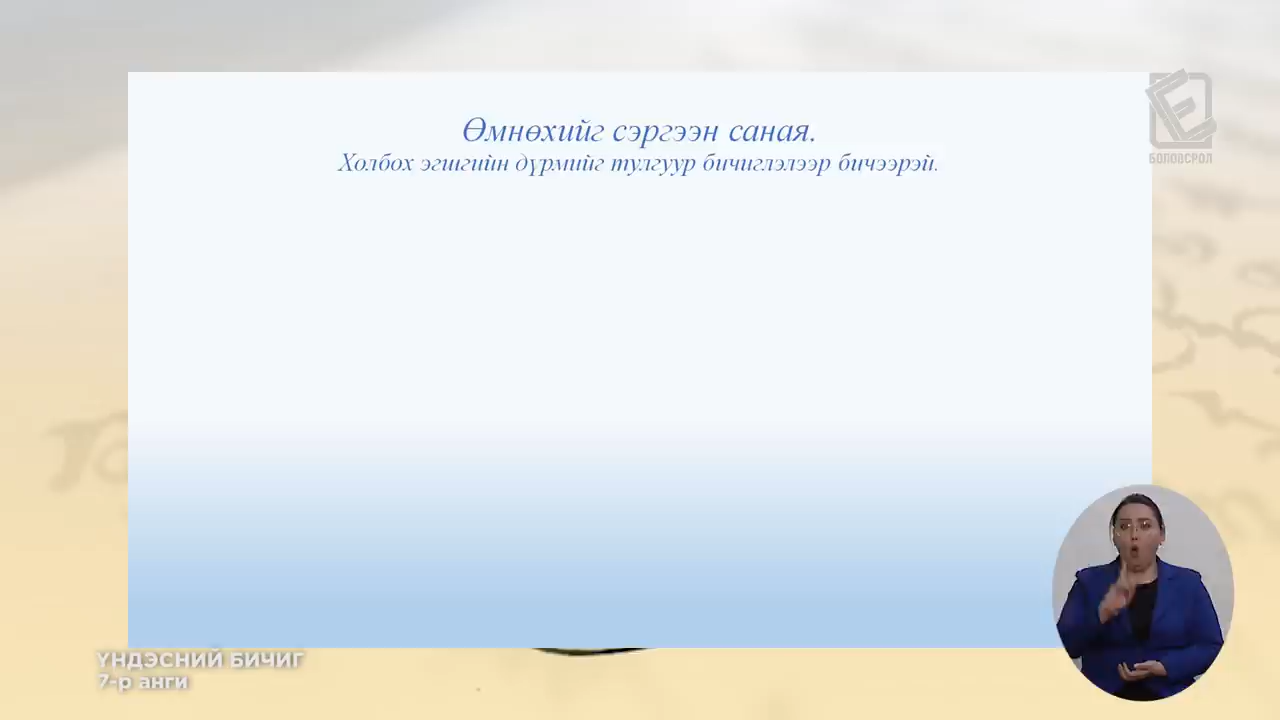 Өмнөхийг сэргээн саная.
Холбох эгшгийн дүрмийг тулгуур бичиглэлээр бичээрэй.
БОЛОВСРОЛ
ҮНДЭСНИЙ БИЧИГ
7-р анги